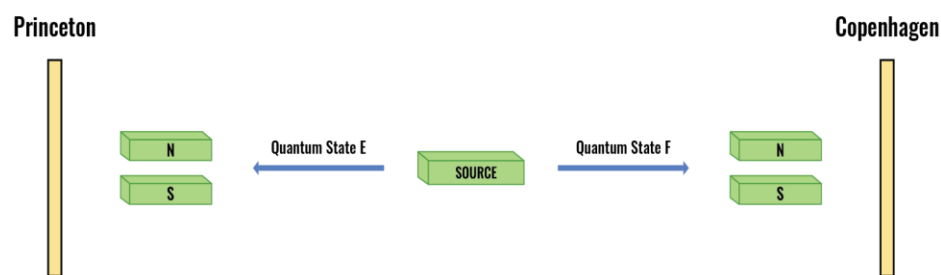 Princeton
Copenhagen
Quantum State E
Quantum State F
N
SOURCE
N
S
S